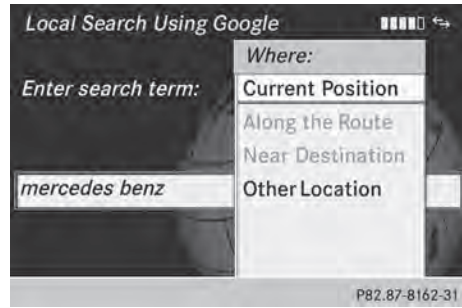 Local Search Using Google
Where:
Enter search term:
Current Position
Along the Route
Near Destination
mercedes benz
Other Location
P82.87-8162-31